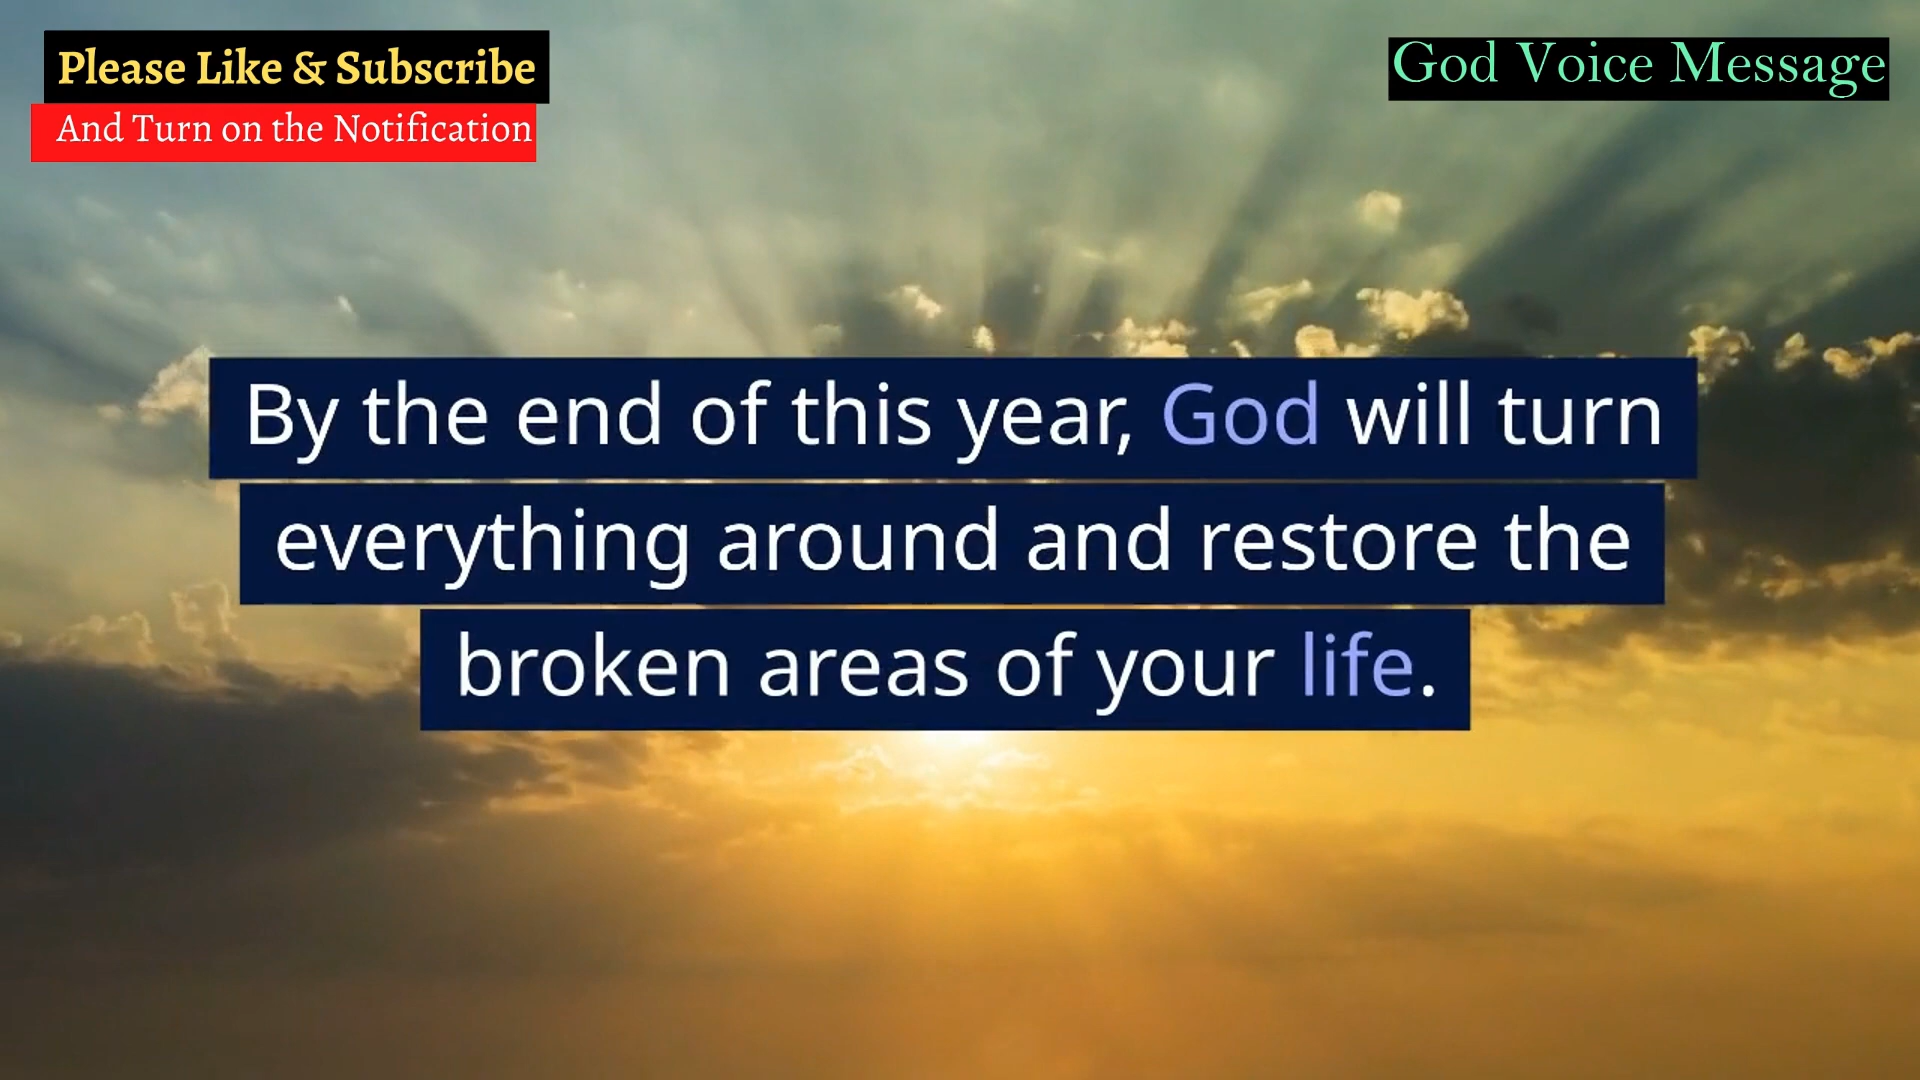 Please Like & Subscribe
And Turn on the Notification
God Voice Message
By the end of this year, God will turn
everything around and restore the
broken areas of your life.